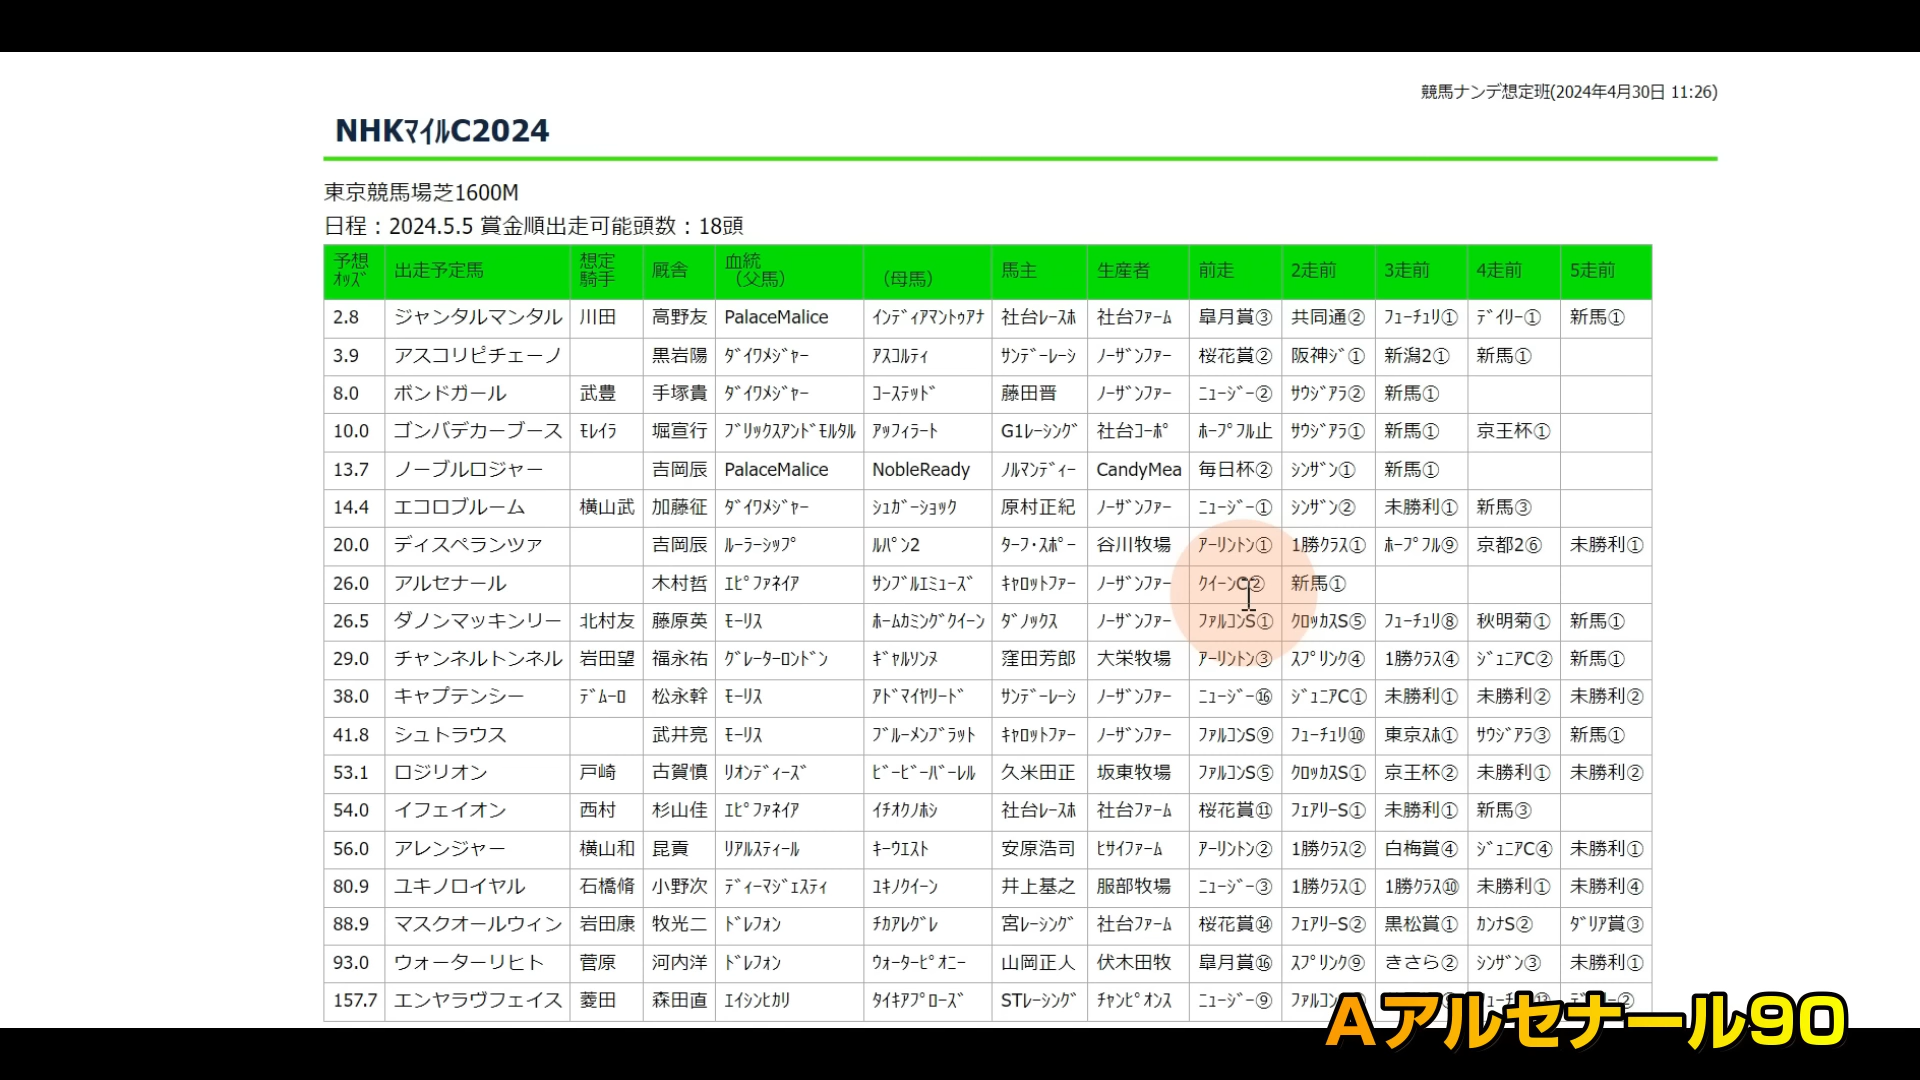 競馬ナンデ想定班(2024年4月30日 11:26)
NHKﾏｲﾙC2024
東京競馬場芝1600M
日程：2024.5.5 賞金順出走可能頭数：18頭
予想ｵｯｽﾞ 出走予定馬 想定騎手 厩舎 血統（父馬） （母馬） 馬主 生産者 前走 2走前 3走前 4走前 5走前
2.8 ジャンタルマンタル 川田 高野友 PalaceMalice ｲﾝﾃﾞｨｱﾏﾝﾄｩｱﾅ 社台ﾚｰｽﾎ 社台ﾌｧｰﾑ 皐月賞③ 共同通② ﾌｭｰﾁｭﾘ① ﾃﾞｲﾘｰ① 新馬①
3.9 アスコリピチェーノ 黒岩陽 ﾀﾞｲﾜﾒｼﾞｬｰ ｱｽｺﾙﾃｨ ｻﾝﾃﾞｰﾚｰｼ ﾉｰｻﾞﾝﾌｧｰ 桜花賞② 阪神ｼﾞ① 新潟2① 新馬①
8.0 ボンドガール 武豊 手塚貴 ﾀﾞｲﾜﾒｼﾞｬｰ ｺｰｽﾃｯﾄﾞ 藤田晋 ﾉｰｻﾞﾝﾌｧｰ ﾆｭｰｼﾞｰ② ｻｳｼﾞｱﾗ② 新馬①
10.0 ゴンバデカーブース ﾓﾚｲﾗ 堀宣行 ﾌﾞﾘｯｸｽｱﾝﾄﾞﾓﾙﾀﾙ ｱｯﾌｨﾗｰﾄ G1ﾚｰｼﾝｸﾞ 社台ｺｰﾎﾟ ﾎｰﾌﾟﾌﾙ止 ｻｳｼﾞｱﾗ① 新馬① 京王杯①
13.7 ノーブルロジャー 吉岡辰 PalaceMalice NobleReady ﾉﾙﾏﾝﾃﾞｨｰ CandyMea 毎日杯② ｼﾝｻﾞﾝ① 新馬①
14.4 エコロブルーム 横山武 加藤征 ﾀﾞｲﾜﾒｼﾞｬｰ ｼｭｶﾞｰｼｮｯｸ 原村正紀 ﾉｰｻﾞﾝﾌｧｰ ﾆｭｰｼﾞｰ① ｼﾝｻﾞﾝ② 未勝利① 新馬③
20.0 ディスペランツァ 吉岡辰 ﾙｰﾗｰｼｯﾌﾟ ﾙﾊﾟﾝ2 ﾀｰﾌ･ｽﾎﾟｰ 谷川牧場 ｱｰﾘﾝﾄﾝ① 1勝ｸﾗｽ① ﾎｰﾌﾟﾌﾙ⑨ 京都2⑥ 未勝利①
26.0 アルセナール 木村哲 ｴﾋﾟﾌｧﾈｲｱ ｻﾝﾌﾞﾙｴﾐｭｰｽﾞ ｷｬﾛｯﾄﾌｧｰ ﾉｰｻﾞﾝﾌｧｰ ｸｲｰﾝC② 新馬①
26.5 ダノンマッキンリー 北村友 藤原英 ﾓｰﾘｽ ﾎｰﾑｶﾐﾝｸﾞｸｲｰﾝ ﾀﾞﾉｯｸｽ ﾉｰｻﾞﾝﾌｧｰ ﾌｧﾙｺﾝS① ｸﾛｯｶｽS⑤ ﾌｭｰﾁｭﾘ⑧ 秋明菊① 新馬①
29.0 チャンネルトンネル 岩田望 福永祐 ｸﾞﾚｰﾀｰﾛﾝﾄﾞﾝ ｷﾞｬﾙｿﾝﾇ 窪田芳郎 大栄牧場 ｱｰﾘﾝﾄﾝ③ ｽﾌﾟﾘﾝｸ④ 1勝ｸﾗｽ④ ｼﾞｭﾆｱC② 新馬①
38.0 キャプテンシー ﾃﾞﾑｰﾛ 松永幹 ﾓｰﾘｽ ｱﾄﾞﾏｲﾔﾘｰﾄﾞ ｻﾝﾃﾞｰﾚｰｼ ﾉｰｻﾞﾝﾌｧｰ ﾆｭｰｼﾞｰ⑯ ｼﾞｭﾆｱC① 未勝利① 未勝利② 未勝利②
41.8 シュトラウス 武井亮 ﾓｰﾘｽ ﾌﾞﾙｰﾒﾝﾌﾞﾗｯﾄ ｷｬﾛｯﾄﾌｧｰ ﾉｰｻﾞﾝﾌｧｰ ﾌｧﾙｺﾝS⑨ ﾌｭｰﾁｭﾘ⑩ 東京ｽﾎ① ｻｳｼﾞｱﾗ③ 新馬①
53.1 ロジリオン 戸崎 古賀慎 ﾘｵﾝﾃﾞｨｰｽﾞ ﾋﾞｰﾋﾞｰﾊﾞｰﾚﾙ 久米田正 坂東牧場 ﾌｧﾙｺﾝS⑤ ｸﾛｯｶｽS① 京王杯② 未勝利① 未勝利②
54.0 イフェイオン 西村 杉山佳 ｴﾋﾟﾌｧﾈｲｱ ｲﾁｵｸﾉﾎｼ 社台ﾚｰｽﾎ 社台ﾌｧｰﾑ 桜花賞⑪ ﾌｪｱﾘｰS① 未勝利① 新馬③
56.0 アレンジャー 横山和 昆貢 ﾘｱﾙｽﾃｨｰﾙ ｷｰｳｴｽﾄ 安原浩司 ﾋｻｲﾌｧｰﾑ ｱｰﾘﾝﾄﾝ② 1勝ｸﾗｽ② 白梅賞④ ｼﾞｭﾆｱC④ 未勝利①
80.9 ユキノロイヤル 石橋脩 小野次 ﾃﾞｨｰﾏｼﾞｪｽﾃｨ ﾕｷﾉｸｲｰﾝ 井上基之 服部牧場 ﾆｭｰｼﾞｰ③ 1勝ｸﾗｽ① 1勝ｸﾗｽ⑩ 未勝利① 未勝利④
88.9 マスクオールウィン 岩田康 牧光二 ﾄﾞﾚﾌｫﾝ ﾁｶｱﾚｸﾞﾚ 宮ﾚｰｼﾝｸﾞ 社台ﾌｧｰﾑ 桜花賞⑭ ﾌｪｱﾘｰS② 黒松賞① ｶﾝﾅS② ﾀﾞﾘｱ賞③
93.0 ウォーターリヒト 菅原 河内洋 ﾄﾞﾚﾌｫﾝ ｳｫｰﾀｰﾋﾟｵﾆｰ 山岡正人 伏木田牧 皐月賞⑯ ｽﾌﾟﾘﾝｸ⑨ きさら② ｼﾝｻﾞﾝ③ 未勝利①
157.7 エンヤラヴフェイス 菱田 森田直 ｴｲｼﾝﾋｶﾘ ﾀｲｷｱﾌﾟﾛｰｽﾞ STﾚｰｼﾝｸﾞ ﾁｬﾝﾋﾟｵﾝｽ ﾆｭｰｼﾞｰ⑨ ﾌｧﾙｺﾝ
Aアルセナール90